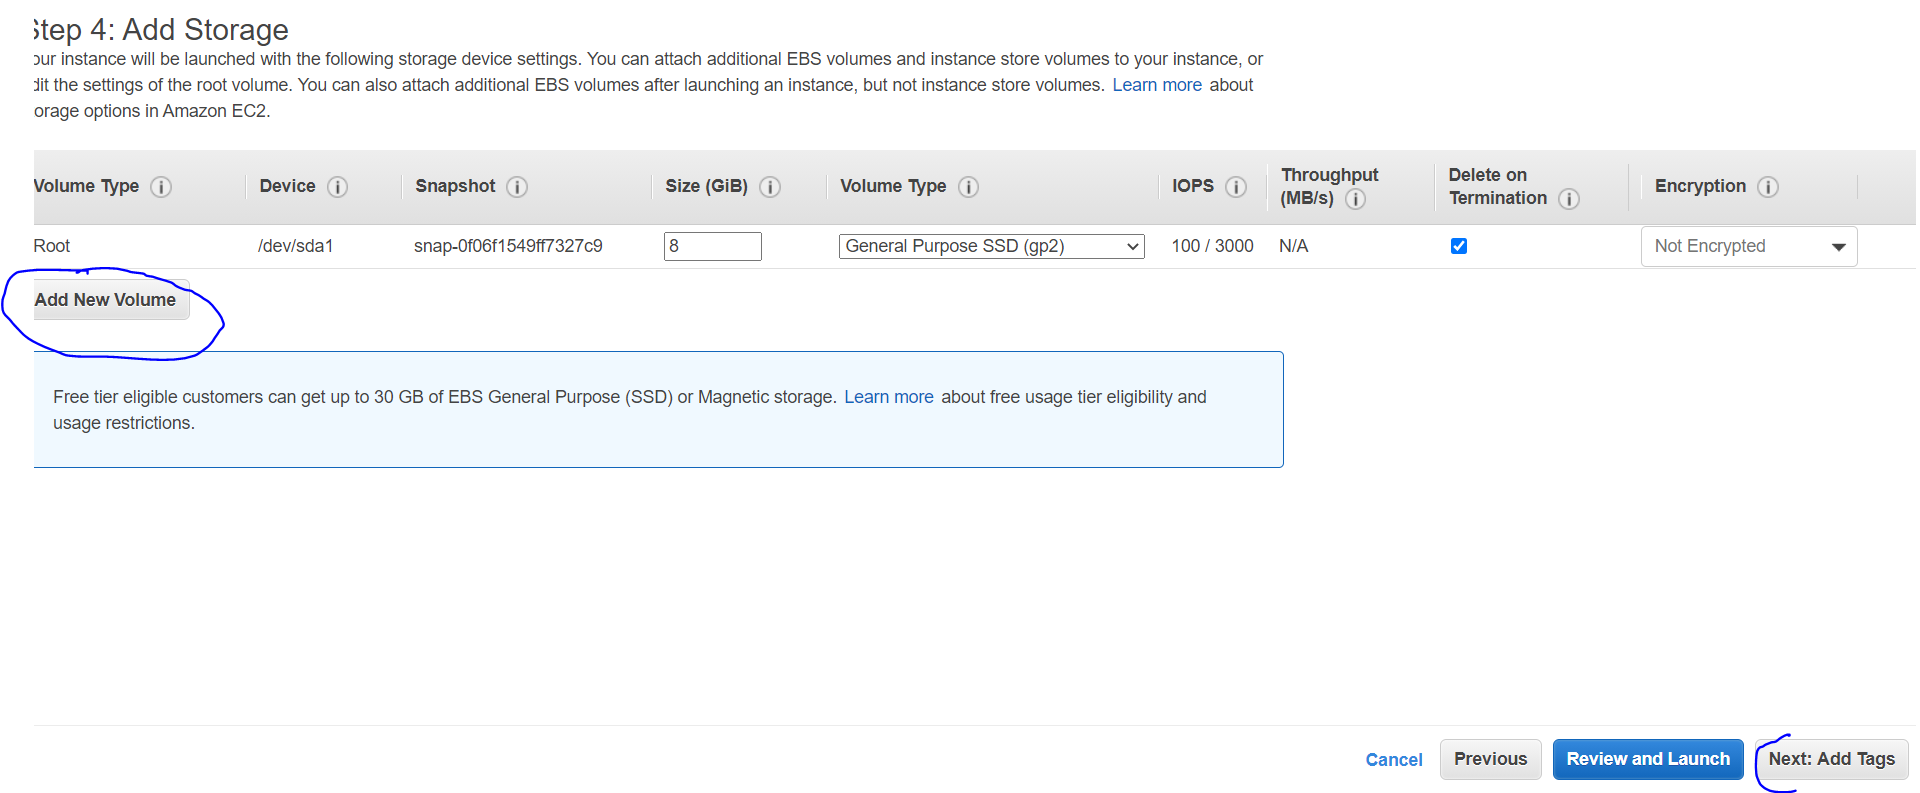 Step 4: Add Storage
our instance will be launched with the following storage device settings. You can attach additional EBS volumes and instance store volumes to your instance, or
dit the settings of the root volume. You can also attach additional EBS volumes after launching an instance, but not instance store volumes. Learn more about
orage options in Amazon EC2.
Volume Type Device Snapshot Size (GiB) Volume Type IOPS Throughput (MB/s) Delete on Termination Encryption
Root /dev/sda1 snap-0f06f1549ff7327c9 8 General Purpose SSD (gp2) 100 / 3000 N/A Not Encrypted
Add New Volume
Free tier eligible customers can get up to 30 GB of EBS General Purpose (SSD) or Magnetic storage. Learn more about free usage tier eligibility and
usage restrictions.
Cancel Previous Review and Launch Next: Add Tags